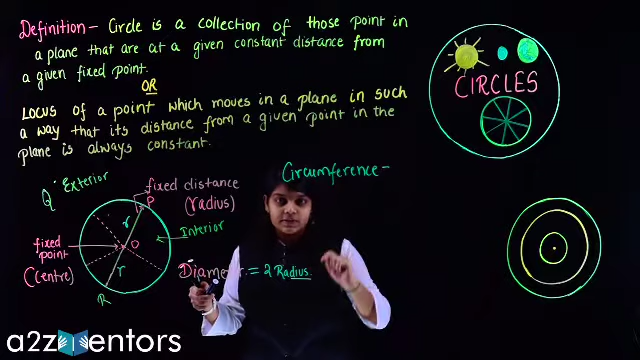 Definition- Circle is a collection of those point in
a plane that are at a given constant distance from
a given fixed point.
OR
Locus of a point which moves in a plane in such
a way that its distance from a given point in the
plane is always constant.
CIRCLES
Circumference-
Q Exterior
fixed distance
(radius)
P
r
Interior
fixed
point
(centre)
O
r
R
Diameter = 2 Radius.
a2z entors